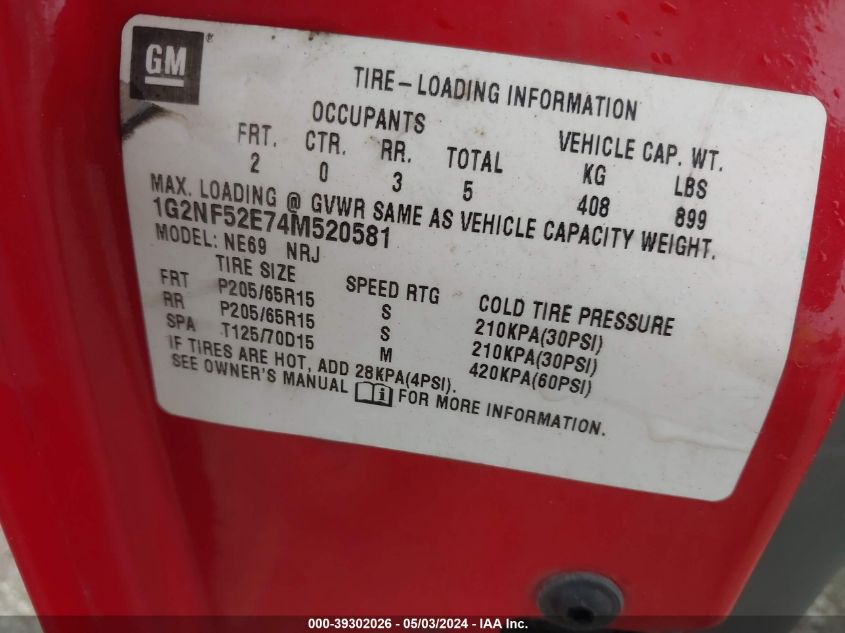 GM
TIRE-LOADING INFORMATION
OCCUPANTS VEHICLE CAP. WT.
FRT. CTR. RR. TOTAL KG LBS
2 0 3 5 408 899
MAX. LOADING @ GVWR SAME AS VEHICLE CAPACITY WEIGHT.
1G2NF52E74M520581
MODEL: NE69 NRJ
TIRE SIZE SPEED RTG COLD TIRE PRESSURE
FRT P205/65R15 S 210KPA(30PSI)
RR P205/65R15 S 210KPA(30PSI)
SPA T125/70D15 M 420KPA(60PSI)
IF TIRES ARE HOT, ADD 28KPA(4PSI).
SEE OWNER'S MANUAL i FOR MORE INFORMATION.
000-39302026 - 05/03/2024 - IAA Inc.